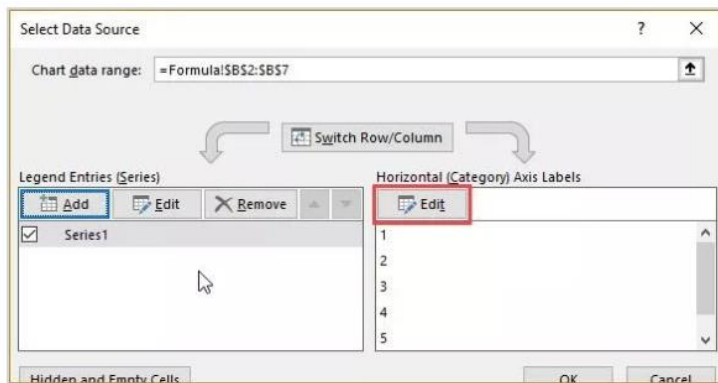 Select Data Source ? X
Chart data range: =Formula!$B$2:$B$7
Switch Row/Column
Legend Entries (Series) Horizontal (Category) Axis Labels
Add Edit Remove Edit
Series1 1
2
3
4
5
Hidden and Empty Cells OK Cancel